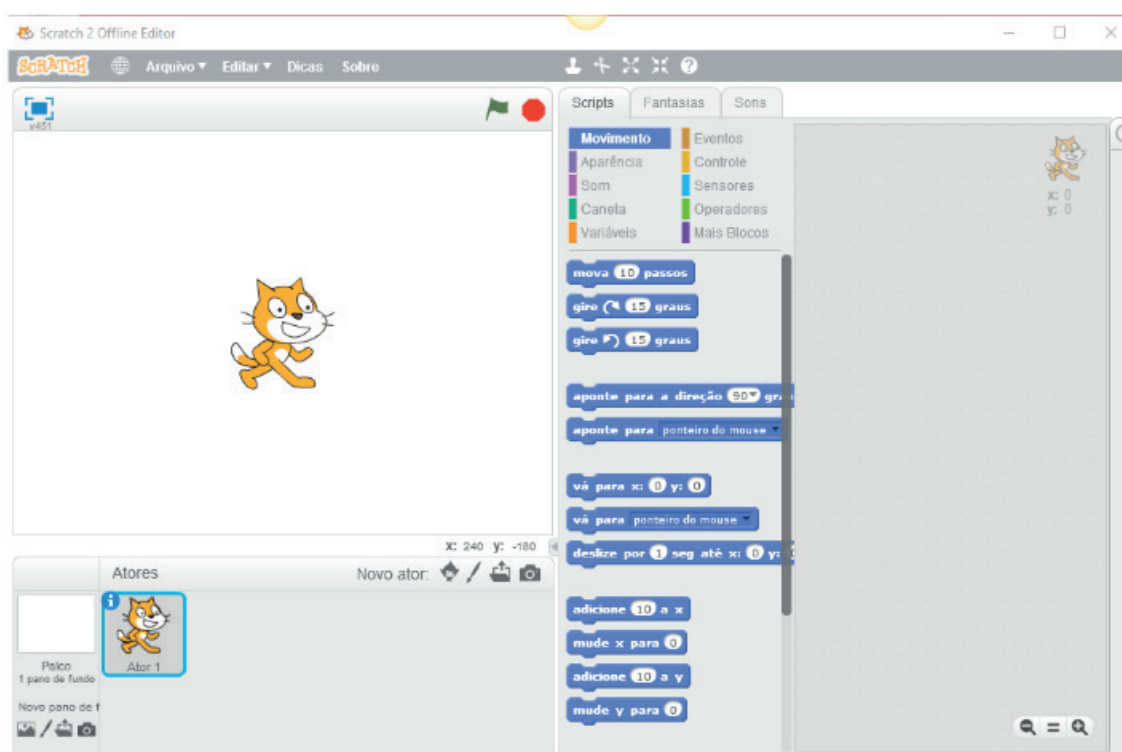 Scratch 2 Offline Editor
SCRATCH Arquivo Editar Dicas Sobre
v461
Scripts Fantasias Sons
Movimento Eventos
Aparência Controle
Som Sensores
Caneta Operadores
Variáveis Mais Blocos
x: 0
y: 0
mova 10 passos
gire 15 graus
gire 15 graus
aponte para a direção 90
aponte para ponteiro do mouse
vá para x: 0 y: 0
vá para ponteiro do mouse
deslize por 1 seg até x: 0 y:
adicione 10 a x
mude x para 0
adicione 10 a y
mude y para 0
x: 240 y: -180
Atores Novo ator:
Palco
1 pano de fundo
Ator 1
Novo pano de f